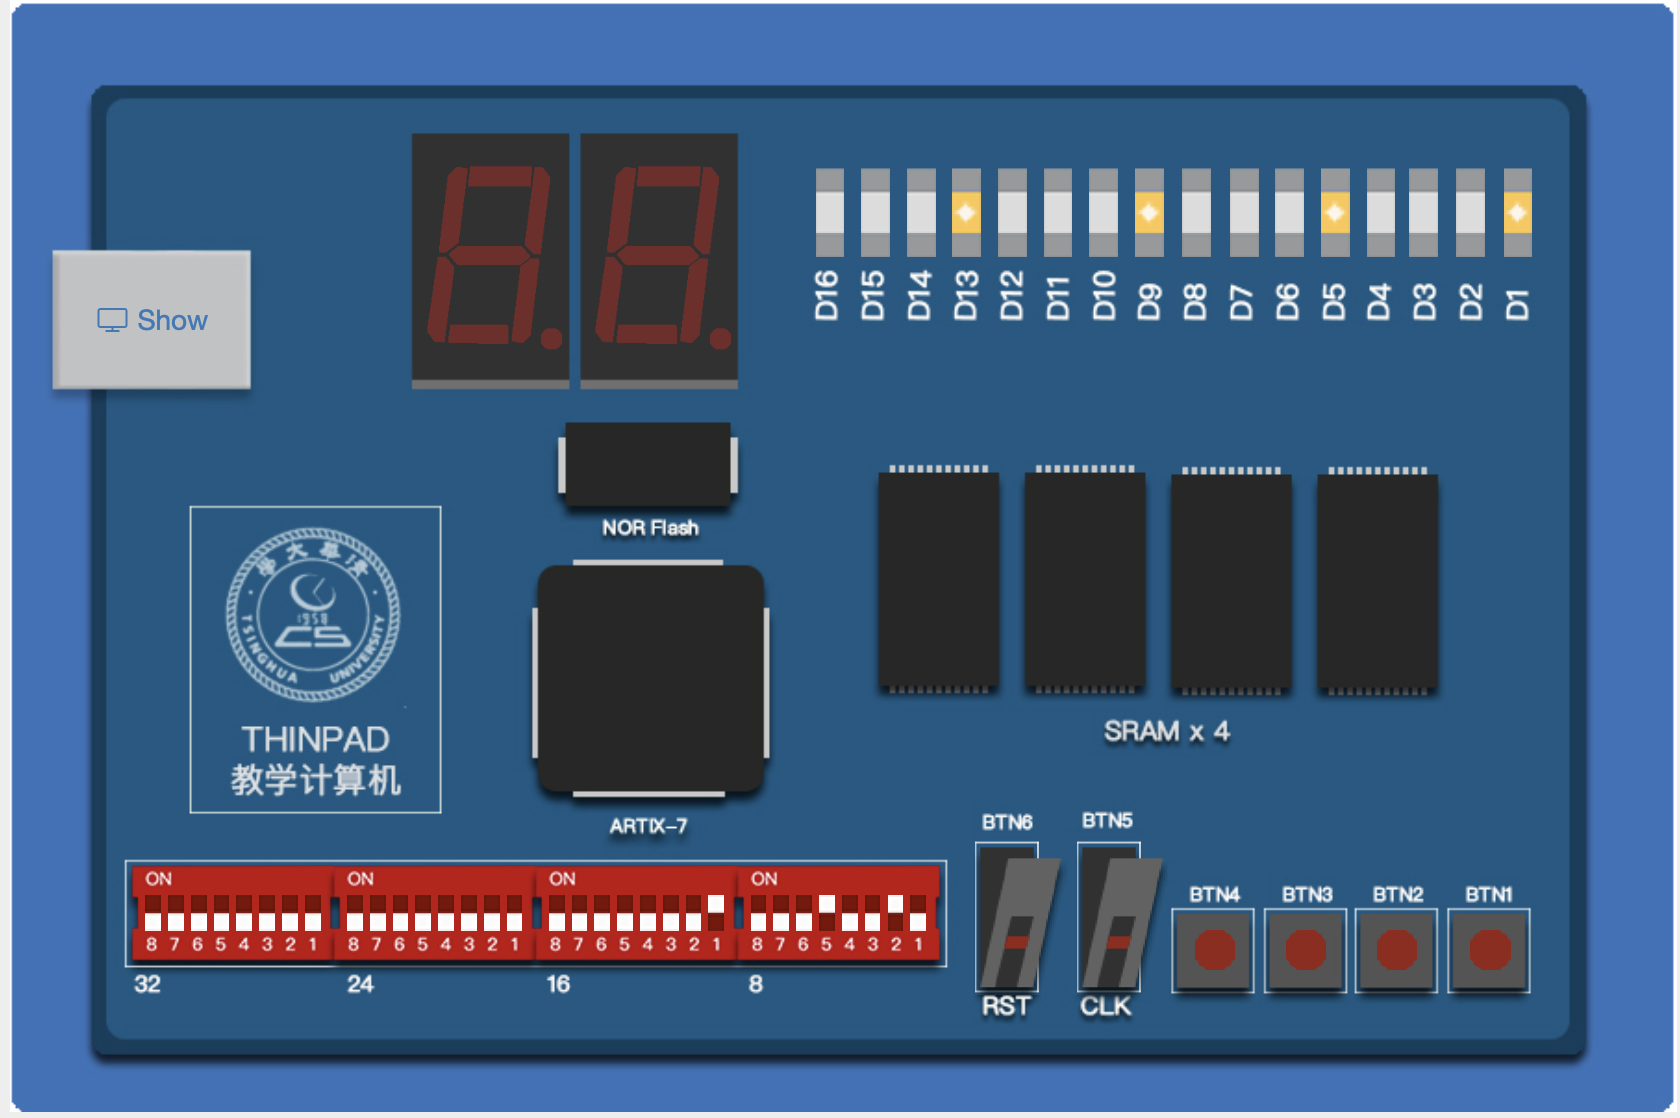 D16 D15 D14 D13 D12 D11 D10 D9 D8 D7 D6 D5 D4 D3 D2 D1
Show
NOR Flash
1958
CS
TSINGHUA UNIVERSITY
THINPAD
教学计算机
SRAM x 4
ARTIX-7
BTN6 BTN5
BTN4 BTN3 BTN2 BTN1
ON ON ON ON
8 7 6 5 4 3 2 1 8 7 6 5 4 3 2 1 8 7 6 5 4 3 2 1 8 7 6 5 4 3 2 1
32 24 16 8
RST CLK